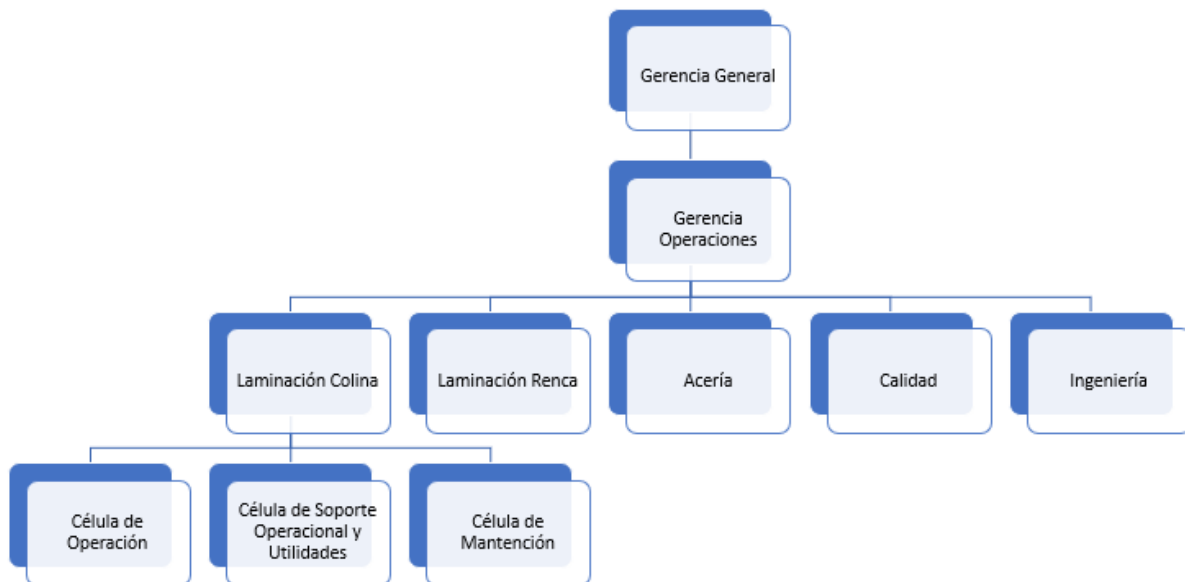 Gerencia General
Gerencia
Operaciones
Laminación Colina
Laminación Renca
Acería
Calidad
Ingeniería
Célula de
Operación
Célula de Soporte
Operacional y
Utilidades
Célula de
Mantención